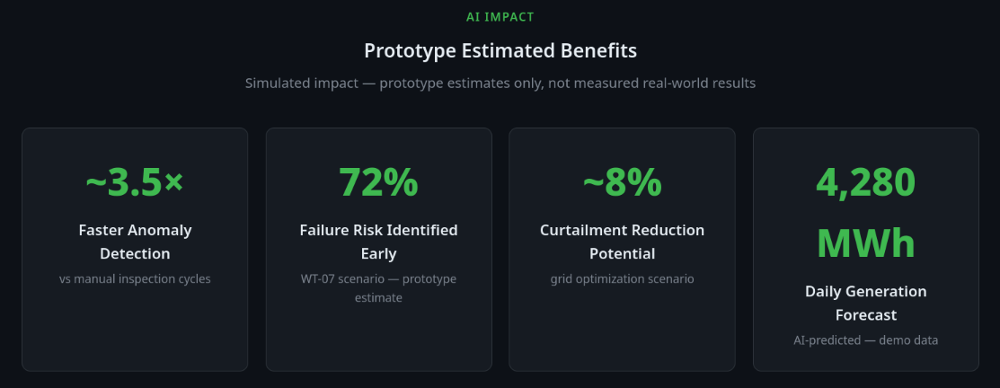 AI IMPACT
Prototype Estimated Benefits
Simulated impact — prototype estimates only, not measured real-world results
~3.5×
Faster Anomaly
Detection
vs manual inspection cycles
72%
Failure Risk Identified
Early
WT-07 scenario — prototype
estimate
~8%
Curtailment Reduction
Potential
grid optimization scenario
4,280
MWh
Daily Generation
Forecast
AI-predicted — demo data